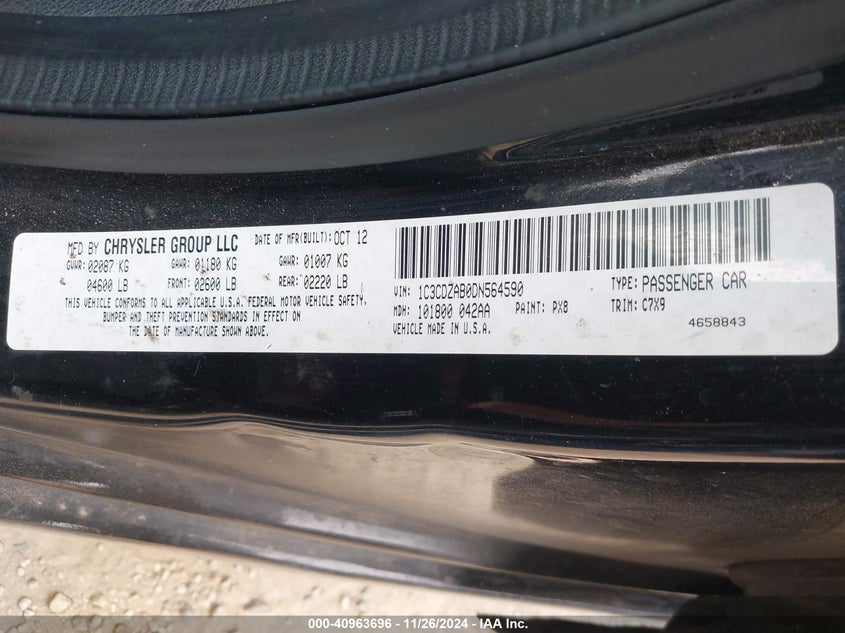 MFD BY CHRYSLER GROUP LLC DATE OF MFR(BUILT): OCT 12
GVWR: 02087 KG GAWR: 01180 KG GAWR: 01007 KG
04600 LB FRONT: 02600 LB REAR: 02220 LB
THIS VEHICLE CONFORMS TO ALL APPLICABLE U.S.A. FEDERAL MOTOR VEHICLE SAFETY,
BUMPER AND THEFT PREVENTION STANDARDS IN EFFECT ON
THE DATE OF MANUFACTURE SHOWN ABOVE.
VIN: 1C3CDZAB0DN564590 TYPE: PASSENGER CAR
MDH: 101800 042AA PAINT: PX8 TRIM: C7X9
VEHICLE MADE IN U.S.A. 4658843
000-40963696 - 11/26/2024 - IAA Inc.